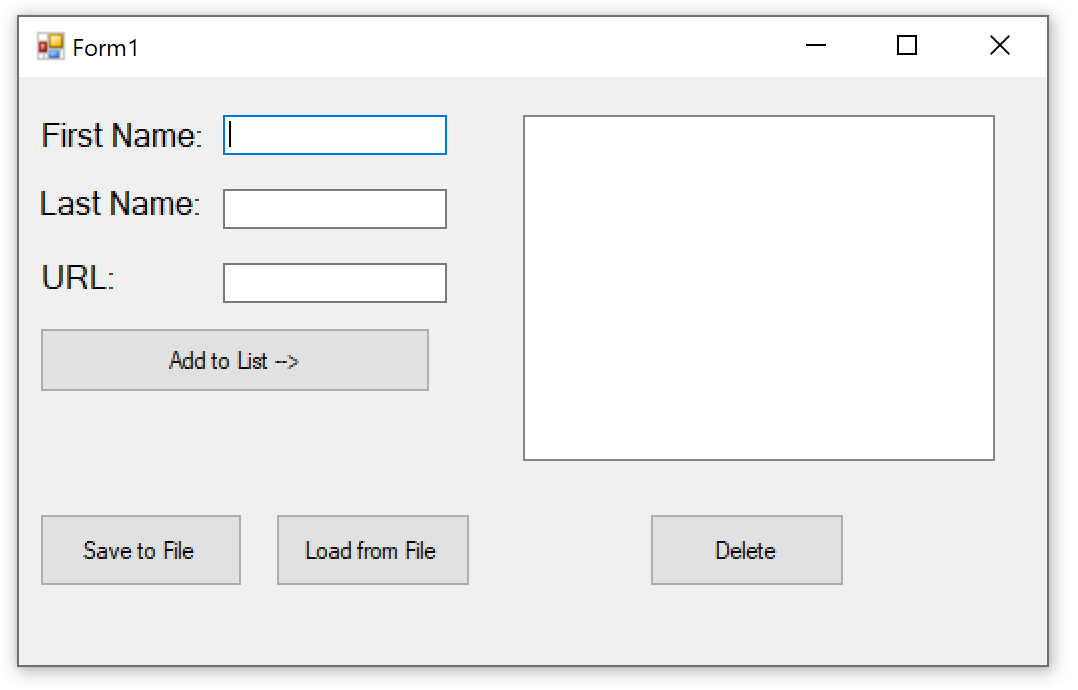 Form1
First Name:
Last Name:
URL:
Add to List -->
Save to File
Load from File
Delete